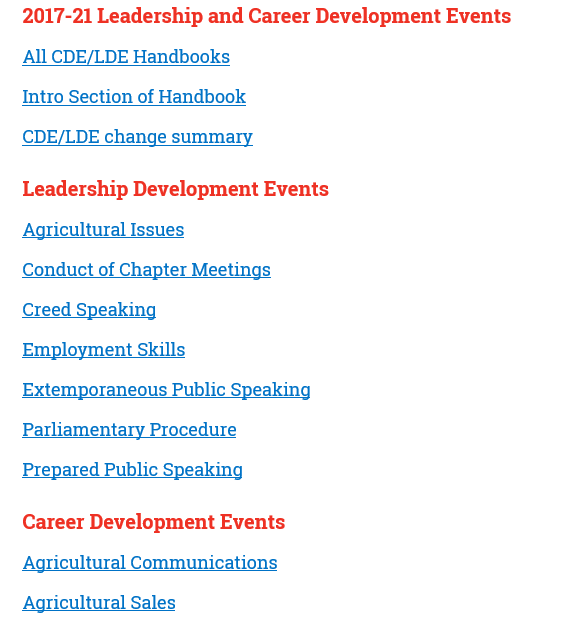 2017-21 Leadership and Career Development Events
All CDE/LDE Handbooks
Intro Section of Handbook
CDE/LDE change summary
Leadership Development Events
Agricultural Issues
Conduct of Chapter Meetings
Creed Speaking
Employment Skills
Extemporaneous Public Speaking
Parliamentary Procedure
Prepared Public Speaking
Career Development Events
Agricultural Communications
Agricultural Sales